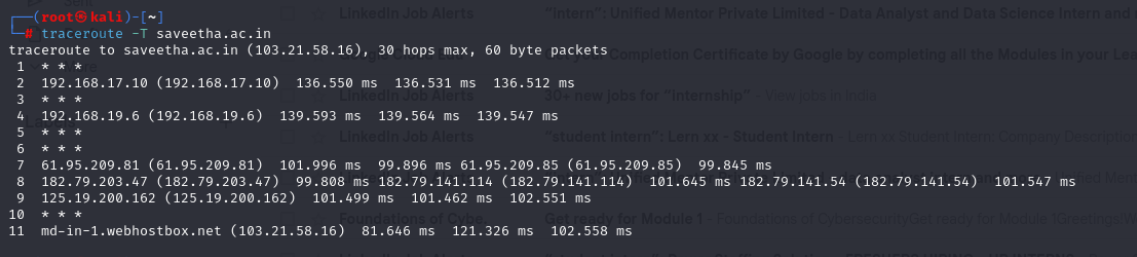 ┌──(root㉿kali)-[~]
└─# traceroute -T saveetha.ac.in
traceroute to saveetha.ac.in (103.21.58.16), 30 hops max, 60 byte packets
1 * * *
2 192.168.17.10 (192.168.17.10) 136.550 ms 136.531 ms 136.512 ms
3 * * *
4 192.168.19.6 (192.168.19.6) 139.593 ms 139.564 ms 139.547 ms
5 * * *
6 * * *
7 61.95.209.81 (61.95.209.81) 101.996 ms 99.896 ms 61.95.209.85 (61.95.209.85) 99.845 ms
8 182.79.203.47 (182.79.203.47) 99.808 ms 182.79.141.114 (182.79.141.114) 101.645 ms 182.79.141.54 (182.79.141.54) 101.547 ms
9 125.19.200.162 (125.19.200.162) 101.499 ms 101.462 ms 102.551 ms
10 * * *
11 md-in-1.webhostbox.net (103.21.58.16) 81.646 ms 121.326 ms 102.558 ms
LinkedIn Job Alerts "intern": Unified Mentor Private Limited - Data Analyst and Data Science Intern and
Get your Completion Certificate by Google by completing all the Modules in your
LinkedIn Job Alerts 30+ new jobs for "internship" - View jobs in India
LinkedIn Job Alerts "student intern": Lern xx - Student Intern - Lern xx Student Intern: Company
Foundations of Cybe. Get ready for Module 1 - Foundations of CybersecurityGet ready for Module 1Greetings!